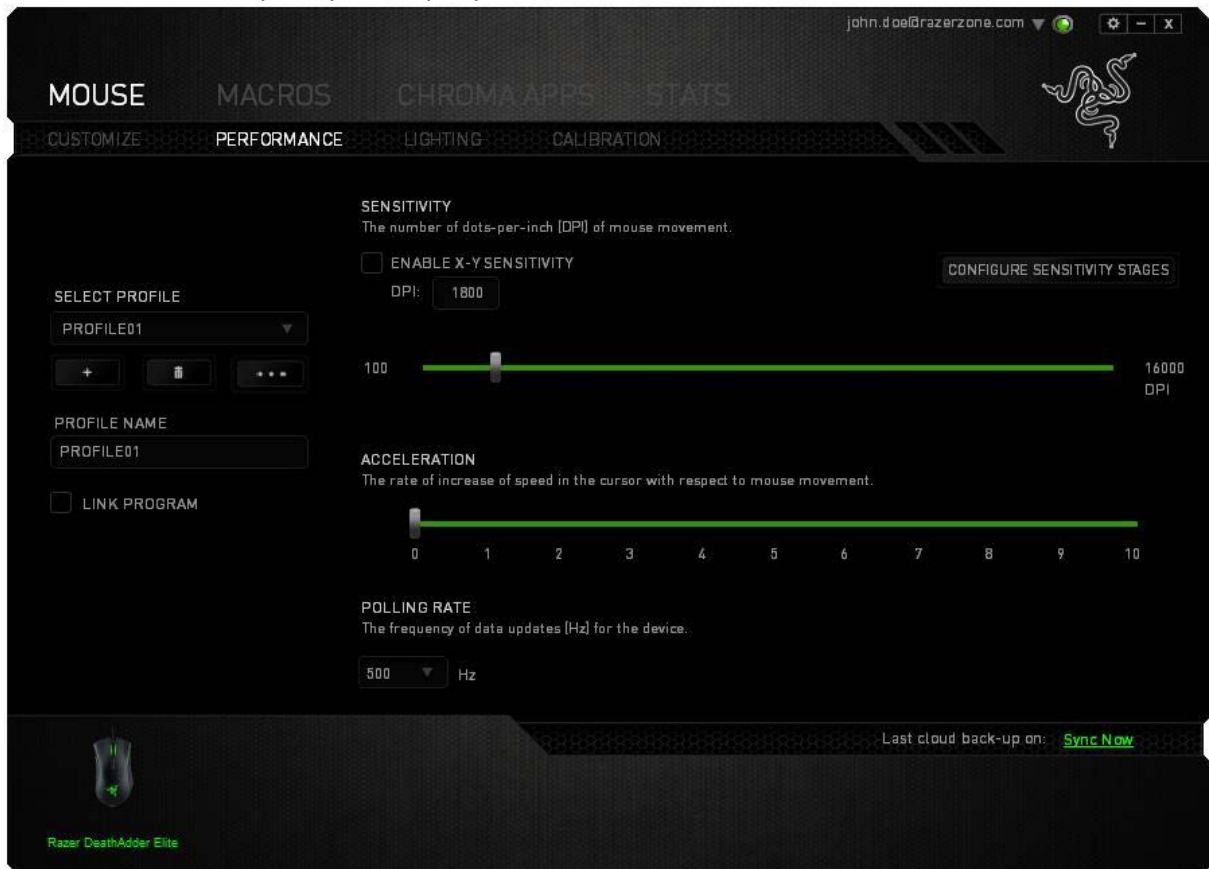 john.doe@razerzone.com
MOUSE MACROS CHROMA APPS STATS
CUSTOMIZE PERFORMANCE LIGHTING CALIBRATION
SELECT PROFILE
PROFILE01
PROFILE NAME
PROFILE01
LINK PROGRAM
SENSITIVITY
The number of dots-per-inch [DPI] of mouse movement.
ENABLE X-Y SENSITIVITY
DPI: 1800
CONFIGURE SENSITIVITY STAGES
100 16000
DPI
ACCELERATION
The rate of increase of speed in the cursor with respect to mouse movement.
0 1 2 3 4 5 6 7 8 9 10
POLLING RATE
The frequency of data updates [Hz] for the device.
500 Hz
Last cloud back-up on: Sync Now
Razer DeathAdder Elite